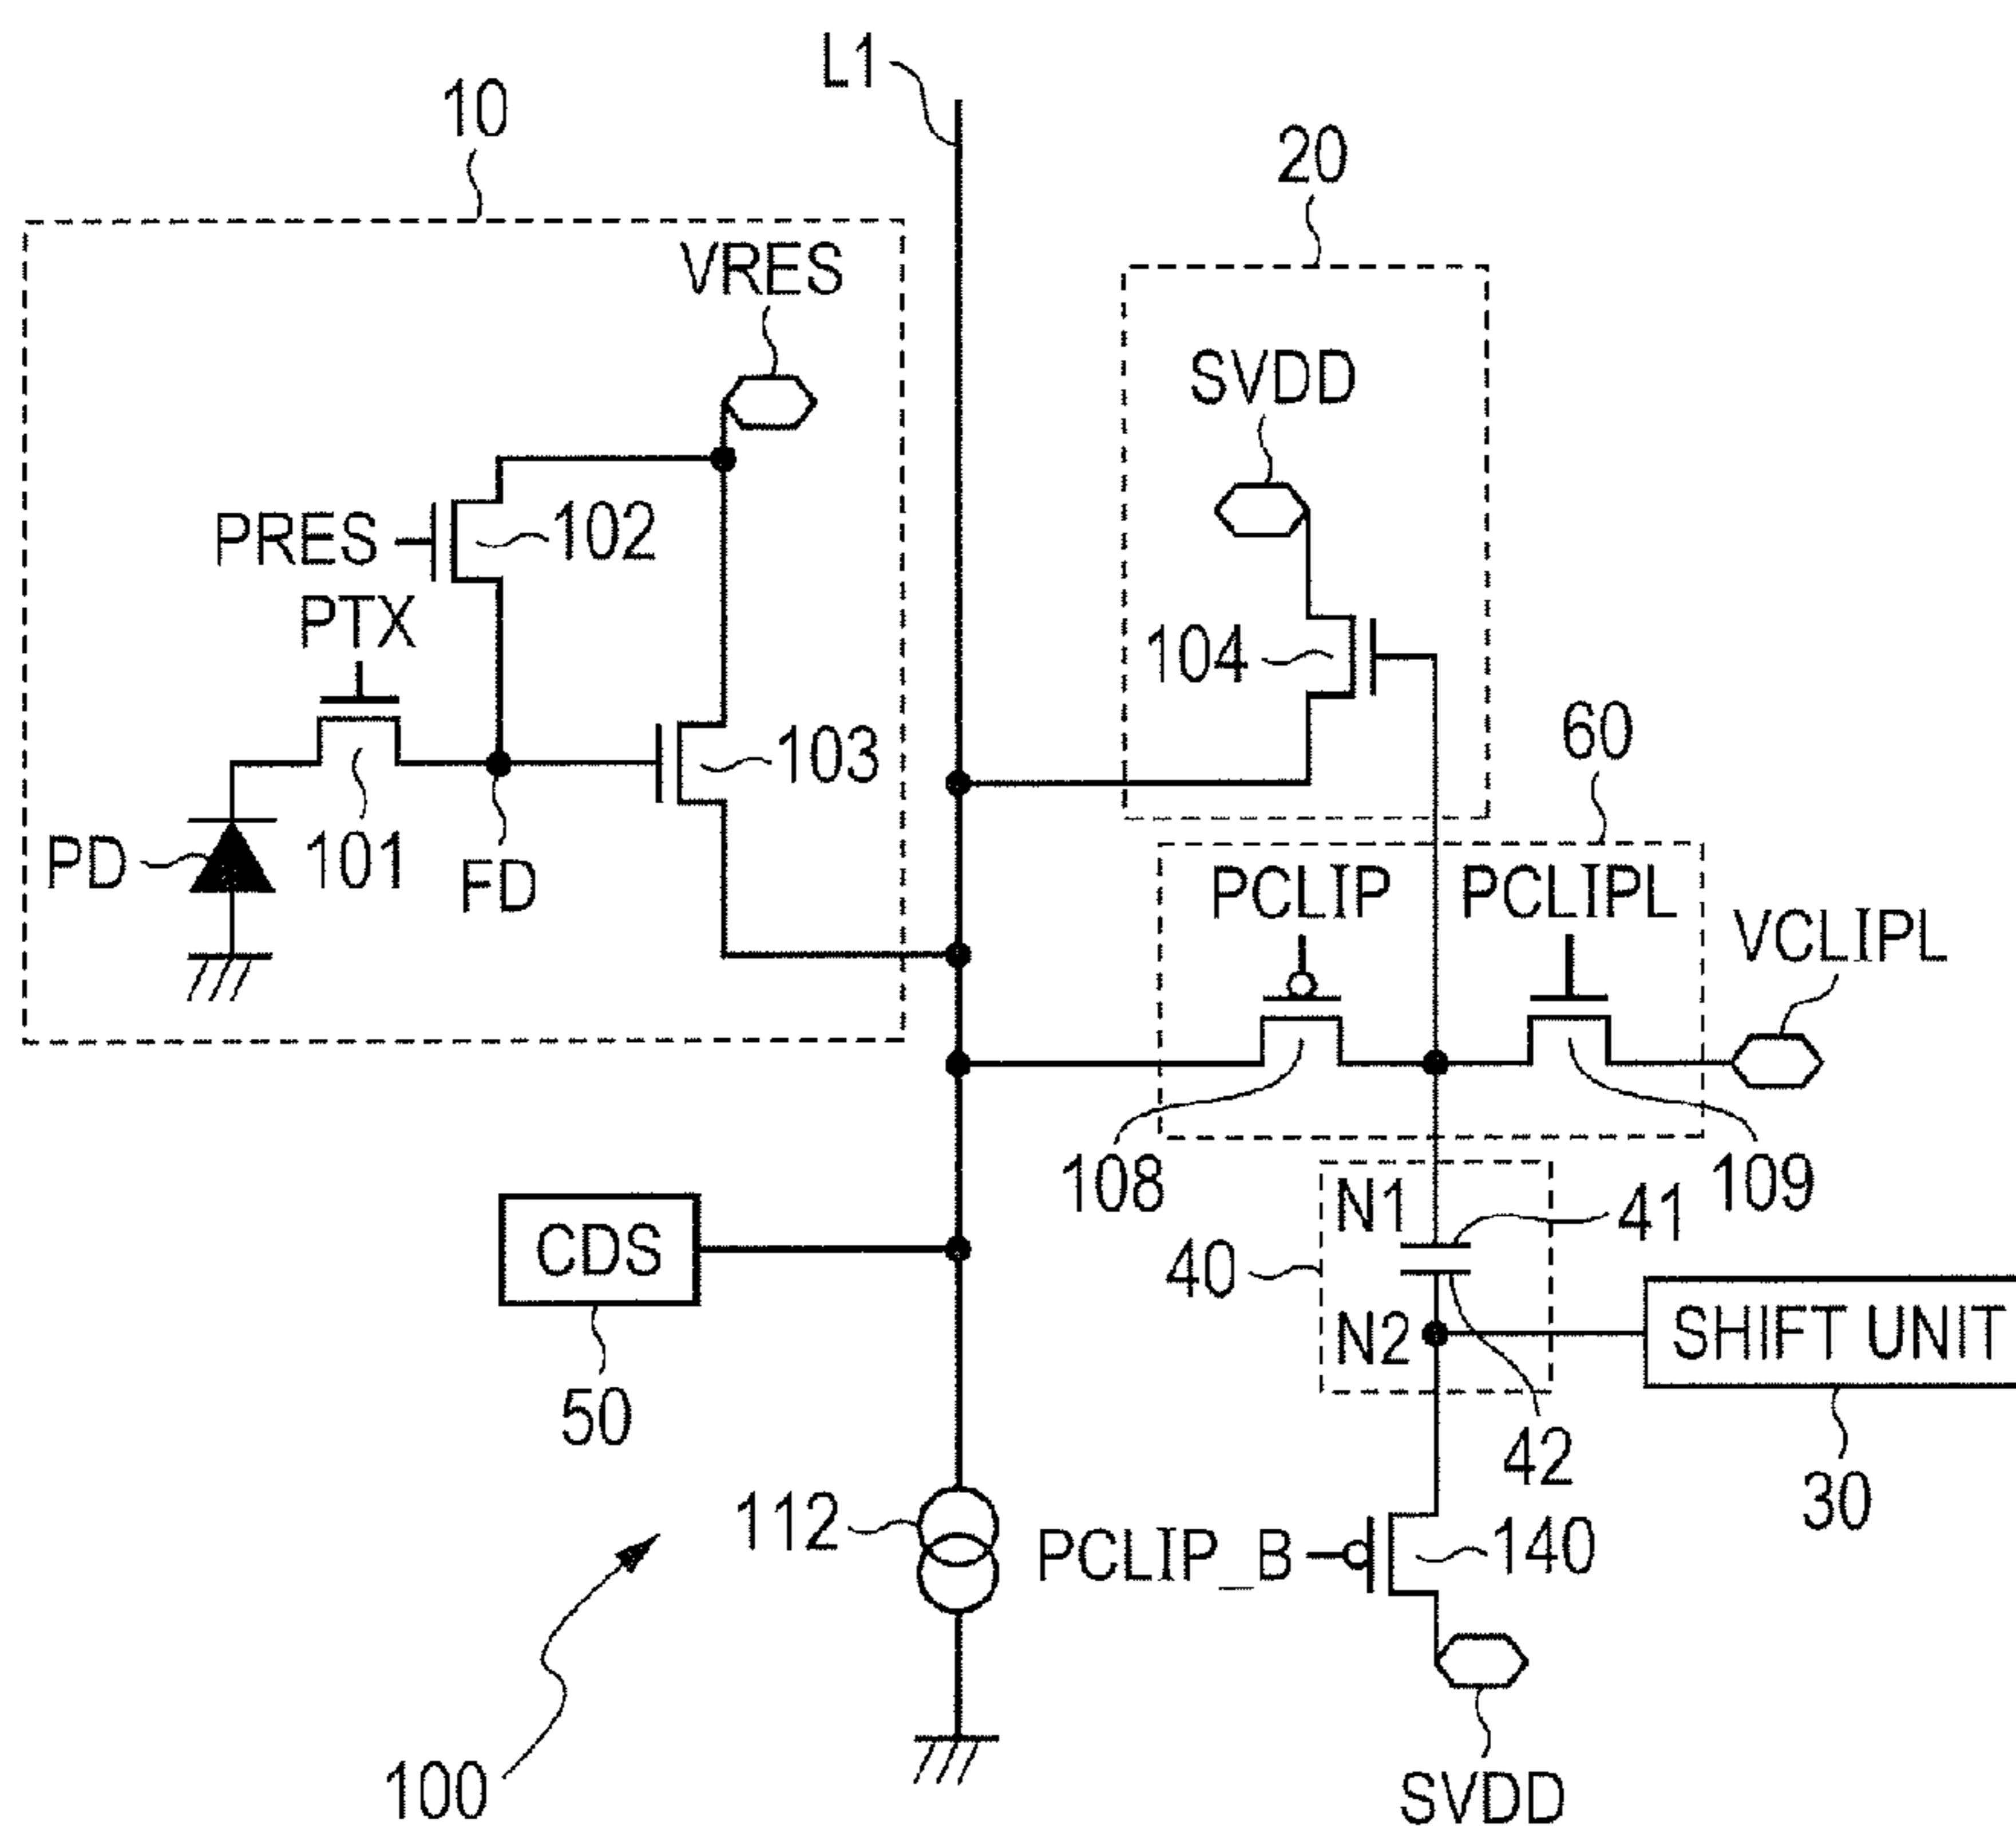 L1
10
20
VRES
SVDD
PRES
102
PTX
104
103
60
PD
101
FD
PCLIP
PCLIPL
VCLIPL
108
N1
41
109
CDS
40
N2
SHIFT UNIT
50
42
30
112
PCLIP_B
140
100
SVDD